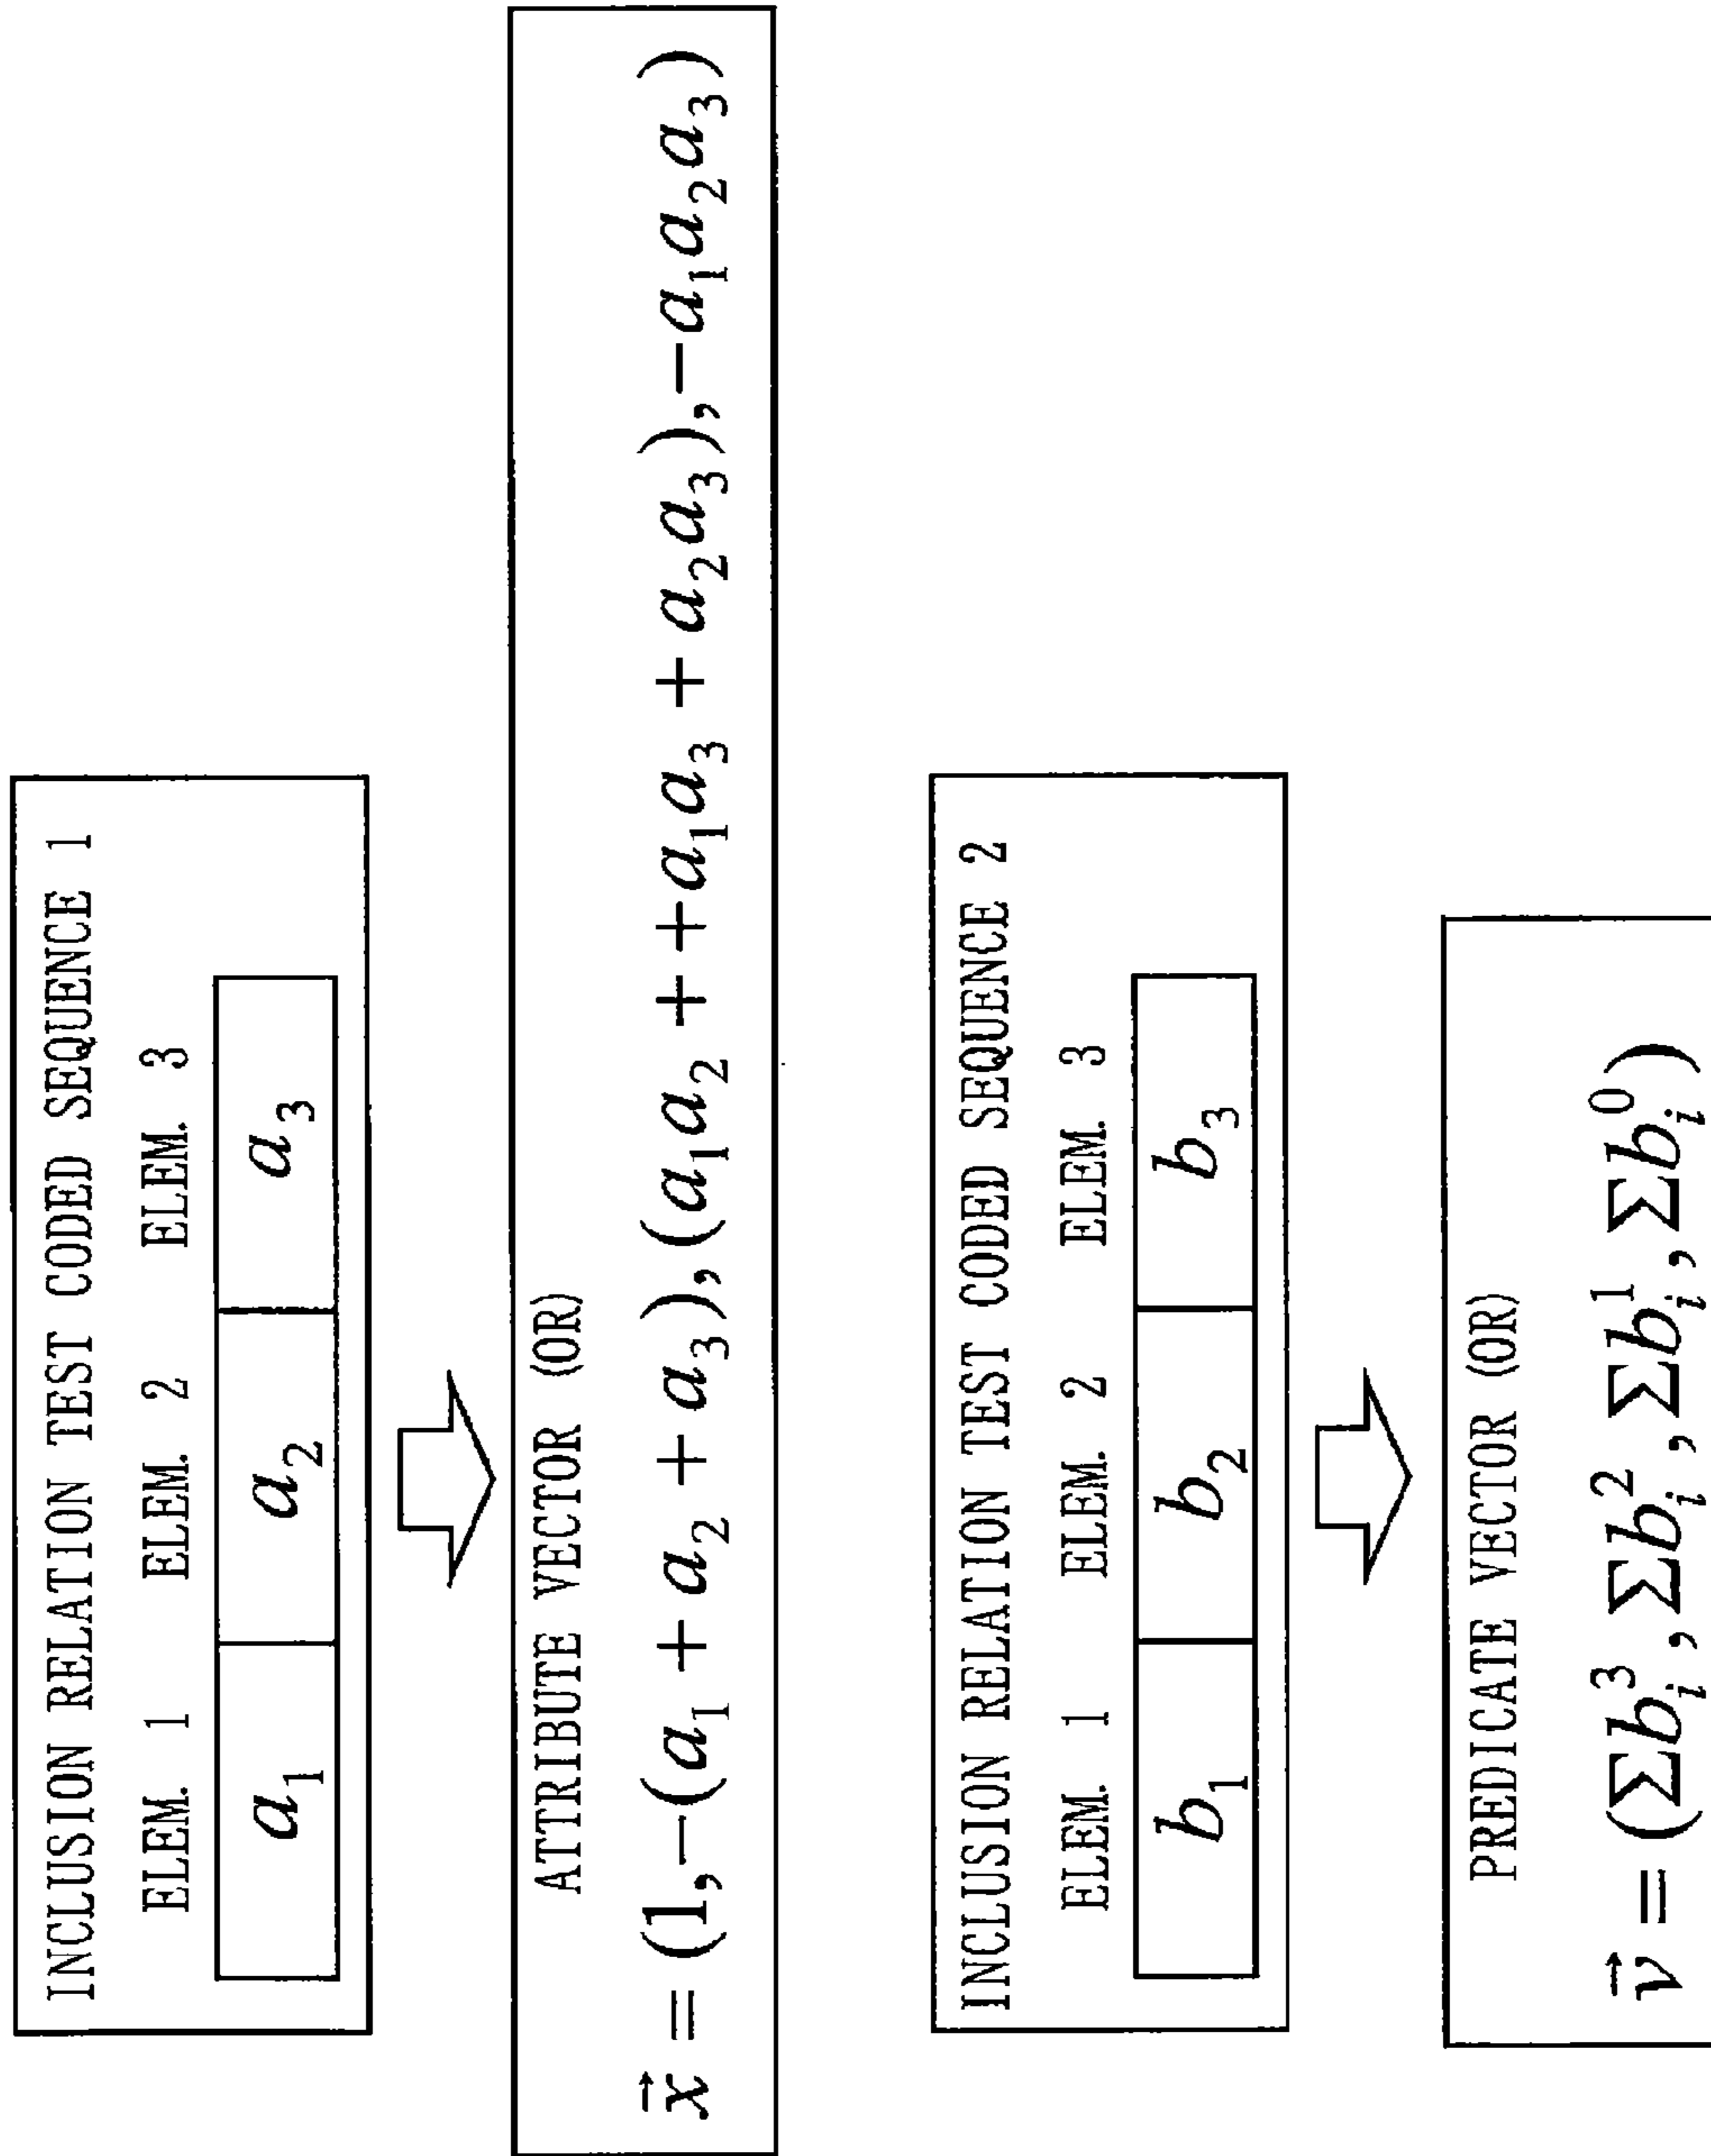 INCLUSION RELATION TEST CODED SEQUENCE 1
ELEM. 1 ELEM. 2 ELEM. 3
a₁ a₂ a₃
ATTRIBUTE VECTOR (OR)
x⃗ = (1,−(a₁ + a₂ + a₃),(a₁a₂ + +a₁a₃ + a₂a₃),−a₁a₂a₃)
INCLUSION RELATION TEST CODED SEQUENCE 2
ELEM. 1 ELEM. 2 ELEM. 3
b₁ b₂ b₃
PREDICATE VECTOR (OR)
v⃗ = (Σbᵢ³, Σbᵢ², Σbᵢ¹, Σbᵢ⁰)